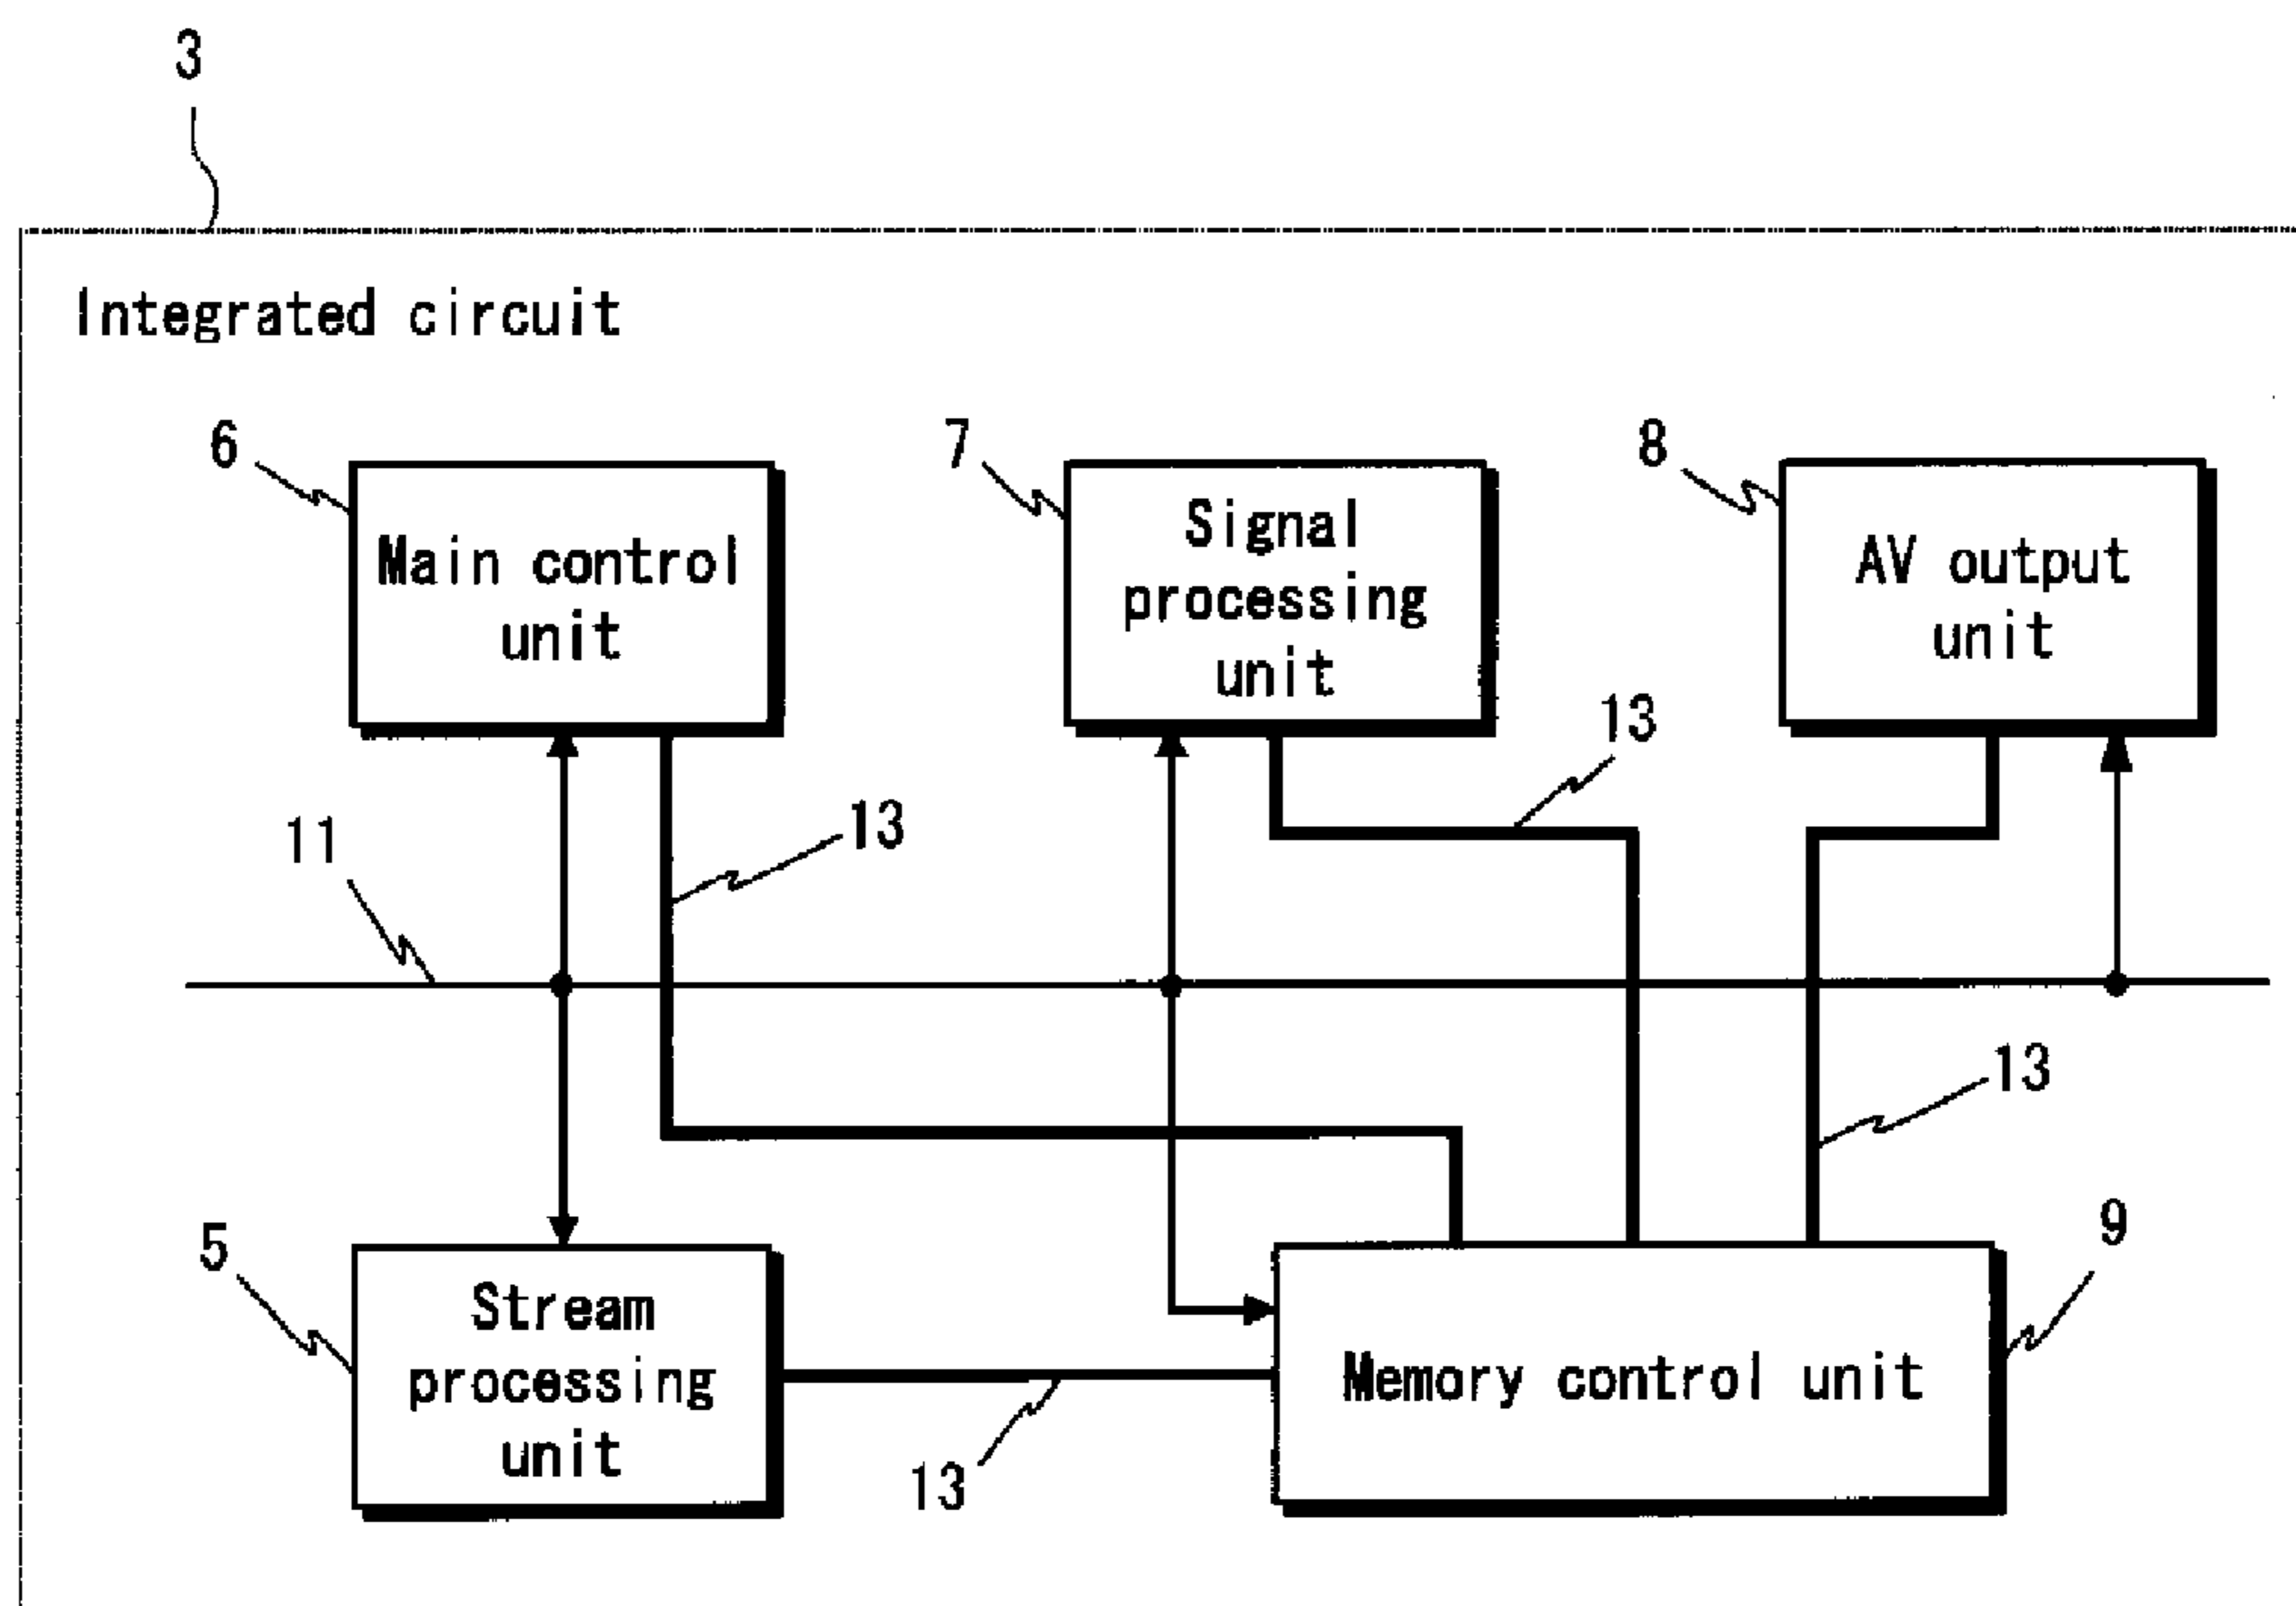 3
Integrated circuit
6
7
8
Main control
unit
Signal
processing
unit
AV output
unit
13
13
11
13
5
9
Stream
processing
unit
Memory control unit
13